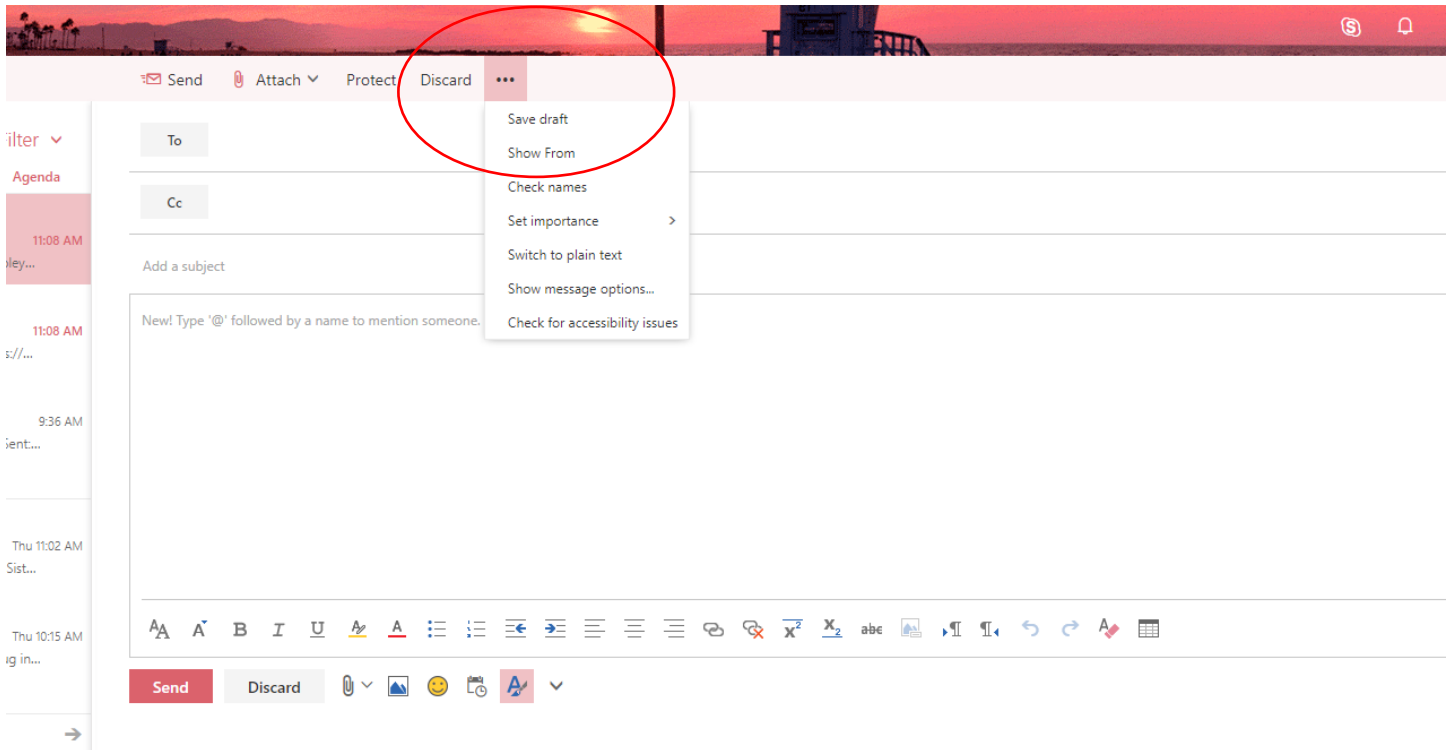 Send Attach Protect Discard •••
Save draft
Show From
Check names
Set importance
Switch to plain text
Show message options...
Check for accessibility issues
To
Cc
Add a subject
New! Type '@' followed by a name to mention someone.
Agenda
11:08 AM
11:08 AM
9:36 AM
Thu 11:02 AM
Sist...
Thu 10:15 AM
B I U A A abc
Send Discard